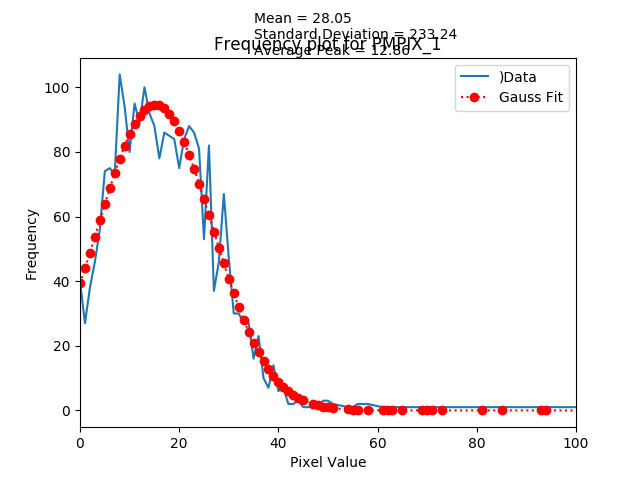 Mean = 28.05
Standard Deviation = 233.24
Frequency plot for PMPIX_1
Average Peak = 12.86
)Data
Gauss Fit
100
80
60
40
20
0
Frequency
0 20 40 60 80 100
Pixel Value